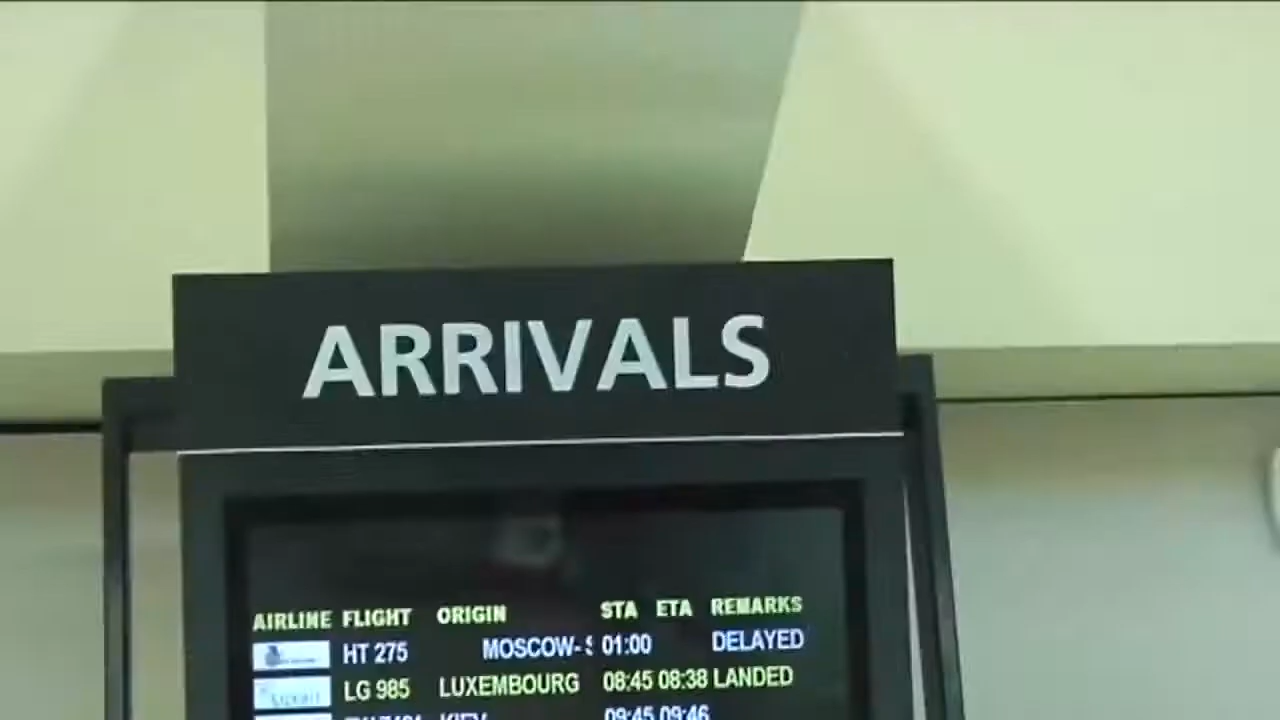 ARRIVALS
AIRLINE FLIGHT ORIGIN STA ETA REMARKS
HT 275 MOSCOW- S 01:00 DELAYED
LG 985 LUXEMBOURG 08:45 08:38 LANDED
KIEV 09:45 09:46